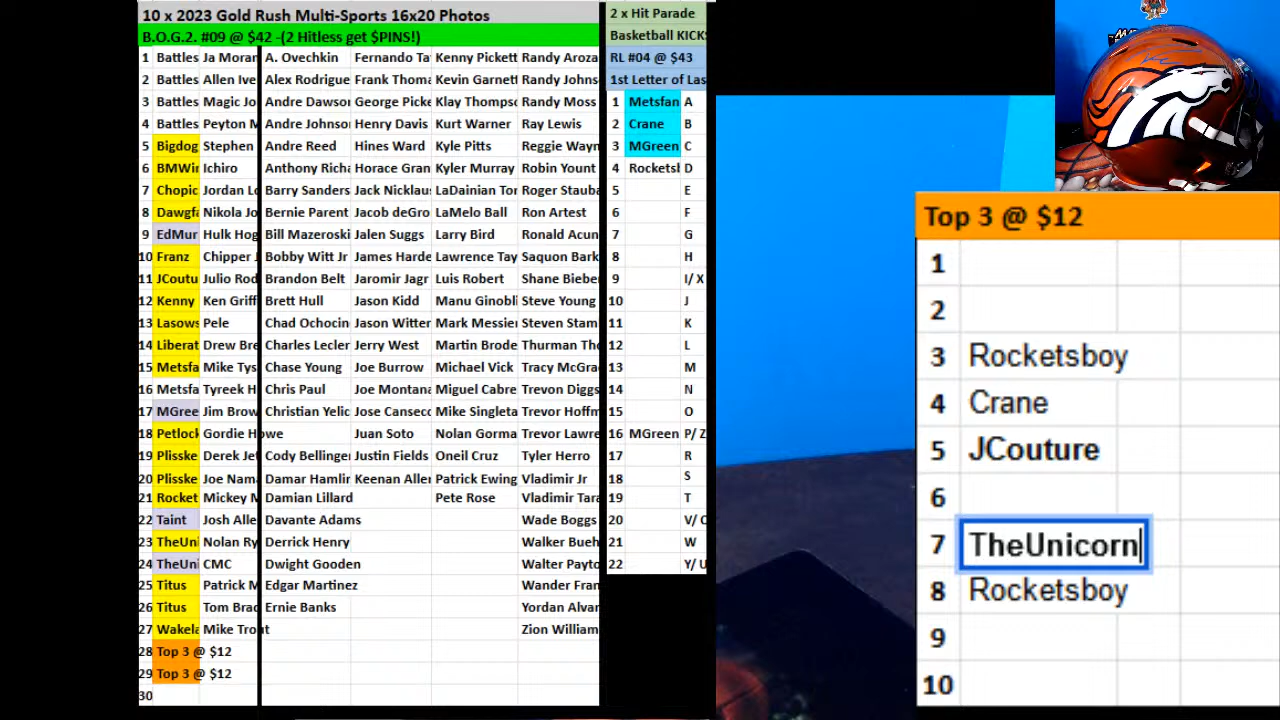 10 x 2023 Gold Rush Multi-Sports 16x20 Photos
B.O.G.2. #09 @ $42 -(2 Hitless get $PINS!)
1 Battles Ja Moran A. Ovechkin Fernando Ta Kenny Pickett Randy Aroza
2 Battles Allen Ive Alex Rodrigue Frank Thoma Kevin Garnett Randy Johns
3 Battles Magic Jo Andre Dawson George Picke Klay Thompso Randy Moss
4 Battles Peyton M Andre Johnso Henry Davis Kurt Warner Ray Lewis
5 Bigdog Stephen Andre Reed Hines Ward Kyle Pitts Reggie Wayn
6 BMWin Ichiro Anthony Richa Horace Gran Kyler Murray Robin Yount
7 Chopic Jordan Lo Barry Sanders Jack Nicklaus LaDainian Tor Roger Stauba
8 Dawgfa Nikola Jo Bernie Parent Jacob deGro LaMelo Ball Ron Artest
9 EdMur Hulk Hog Bill Mazeroski Jalen Suggs Larry Bird Ronald Acun
10 Franz Chipper J Bobby Witt Jr James Harde Lawrence Tay Saquon Bark
11 JCoutu Julio Rod Brandon Belt Jaromir Jagr Luis Robert Shane Bieber
12 Kenny Ken Griff Brett Hull Jason Kidd Manu Ginobli Steve Young
13 Lasows Pele Chad Ochocin Jason Witten Mark Messier Steven Stam
14 Liberat Drew Bre Charles Lecler Jerry West Martin Brode Thurman Tho
15 Metsfa Mike Tys Chase Young Joe Burrow Michael Vick Tracy McGra
16 Metsfa Tyreek H Chris Paul Joe Montana Miguel Cabre Trevon Diggs
17 MGree Jim Brow Christian Yelic Jose Canseco Mike Singleta Trevor Hoffm
18 Petlock Gordie Howe Juan Soto Nolan Gorma Trevor Lawre
19 Plisske Derek Jet Cody Bellinger Justin Fields Oneil Cruz Tyler Herro
20 Plisske Joe Nama Damar Hamlin Keenan Allen Patrick Ewing Vladimir Jr
21 Rocket Mickey M Damian Lillard Pete Rose Vladimir Tara
22 Taint Josh Alle Davante Adams Wade Boggs
23 TheUni Nolan Ry Derrick Henry Walker Bueh
24 TheUni CMC Dwight Gooden Walter Payto
25 Titus Patrick M Edgar Martinez Wander Fran
26 Titus Tom Brad Ernie Banks Yordan Alvar
27 Wakela Mike Trout Zion William
28 Top 3 @ $12
29 Top 3 @ $12
30
2 x Hit Parade
Basketball KICKS
RL #04 @ $43
1st Letter of Las
1 Metsfan A
2 Crane B
3 MGreen C
4 Rocketsb D
5 E
6 F
7 G
8 H
9 I/ X
10 J
11 K
12 L
13 M
14 N
15 O
16 MGreen P/ Z
17 R
18 S
19 T
20 V/ 
21 W
22 Y/ U
Top 3 @ $12
1
2
3 Rocketsboy
4 Crane
5 JCouture
6
7 TheUnicorn
8 Rocketsboy
9
10